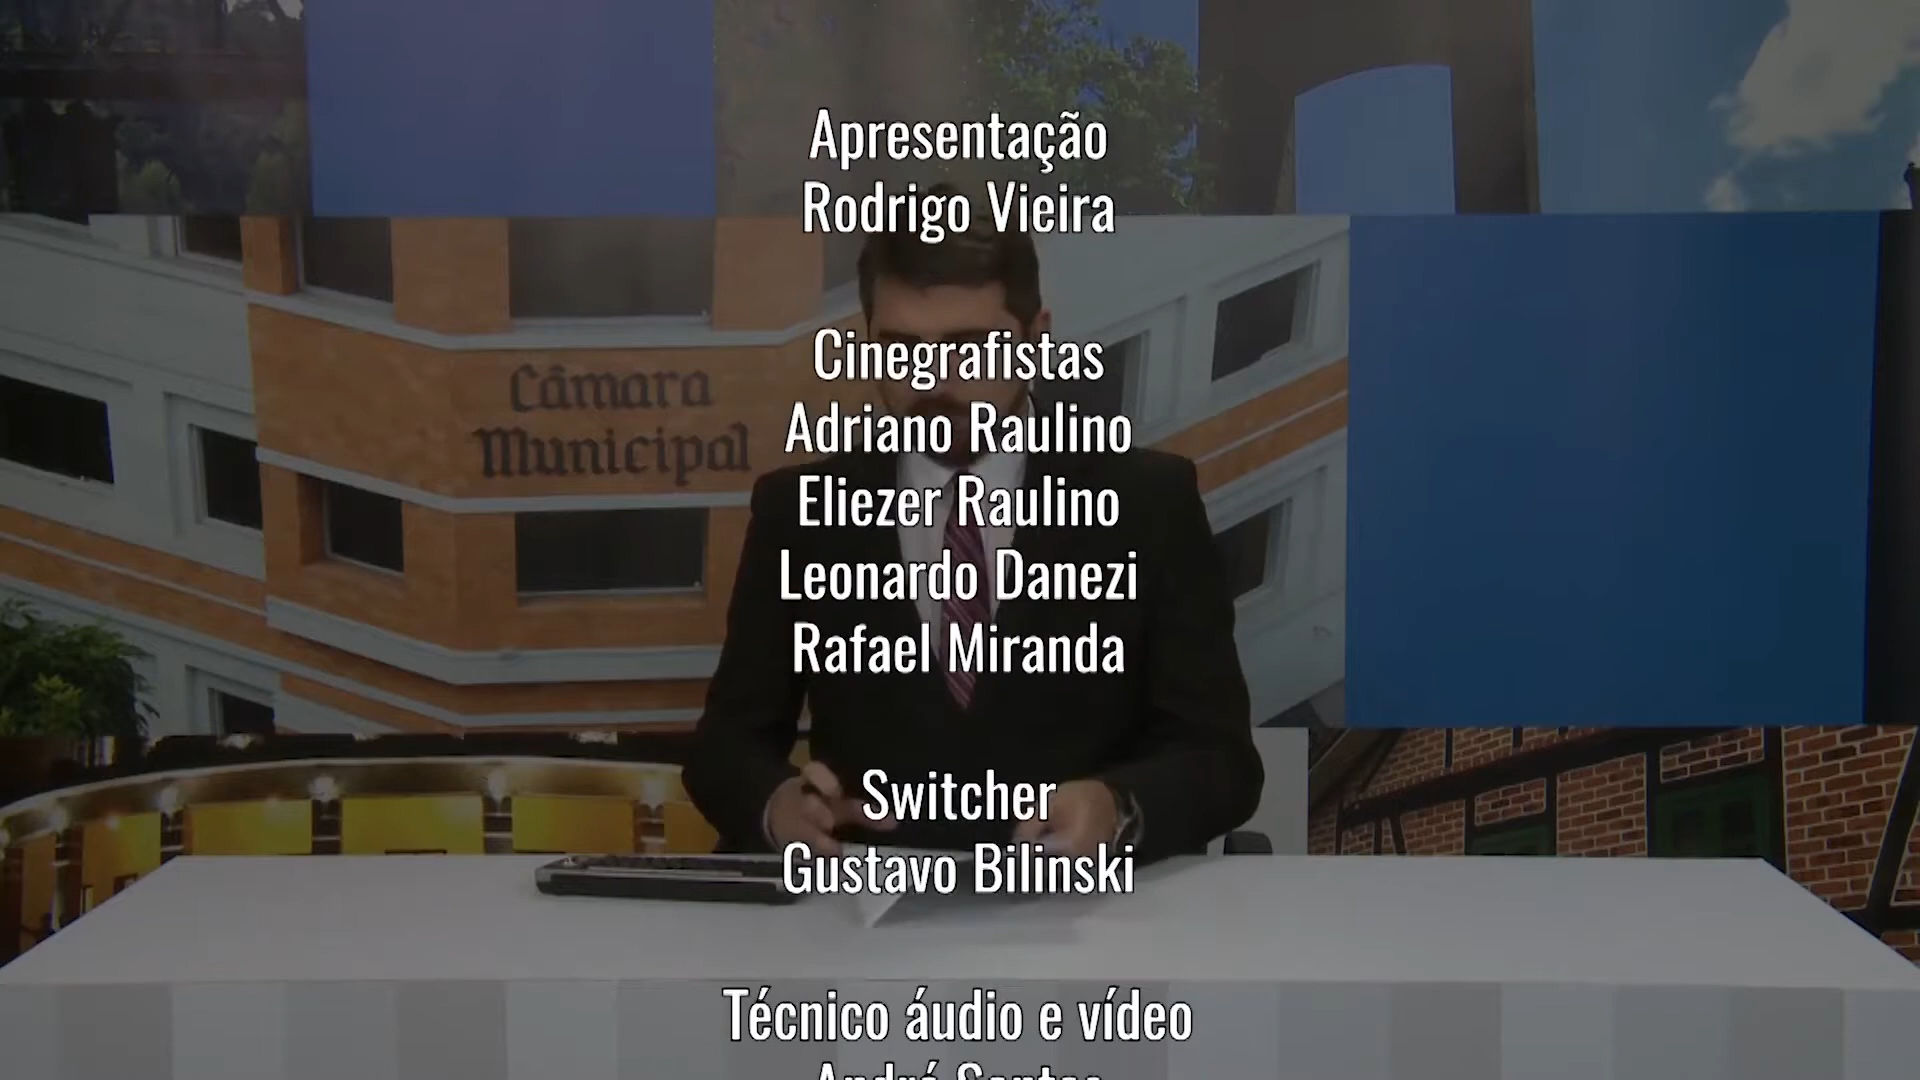 Apresentação
Rodrigo Vieira
Cinegrafistas
Adriano Raulino
Eliezer Raulino
Leonardo Danezi
Rafael Miranda
Switcher
Gustavo Bilinski
Técnico áudio e vídeo
Câmara
Municipal